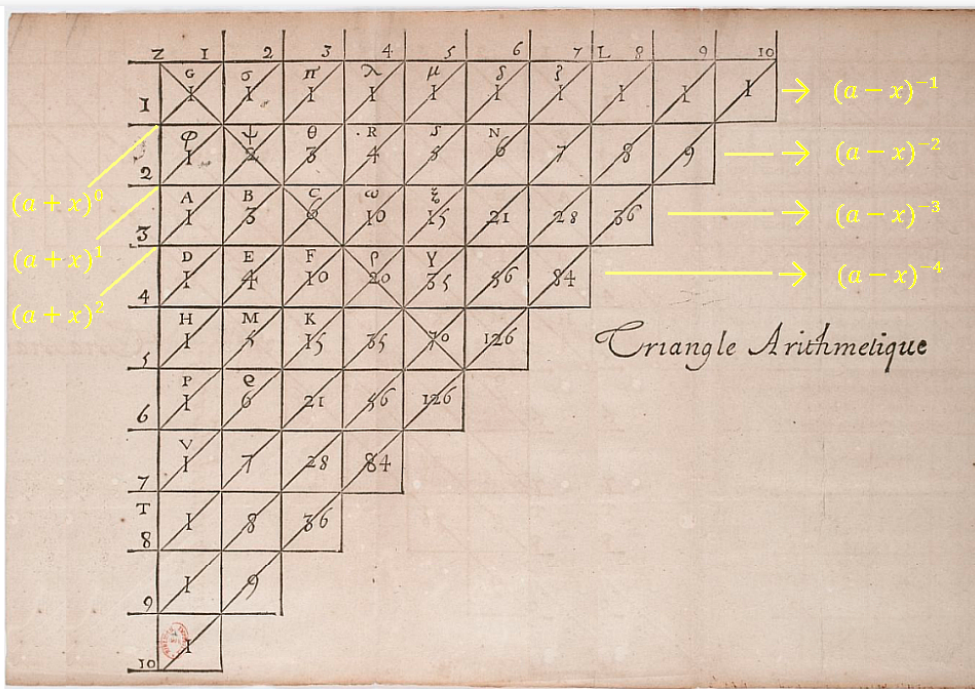 Z 1 2 3 4 5 6 7 L 8 9 10
G σ π λ μ δ ζ
1 1 1 1 1 1 1 1 1 1 1 → (a − x)⁻¹
φ ψ θ R S N
2 1 2 3 4 5 6 7 8 9 → (a − x)⁻²
(a + x)⁰
A B C ω ξ
3 1 3 6 10 15 21 28 36 → (a − x)⁻³
(a + x)¹
D E F ρ Y
4 1 4 10 20 35 56 84 → (a − x)⁻⁴
(a + x)²
H M K
5 1 5 15 35 70 126
Triangle Arithmetique
P Q
6 1 6 21 56 126
V
7 1 7 28 84
T
8 1 8 36
9 1 9
10 1